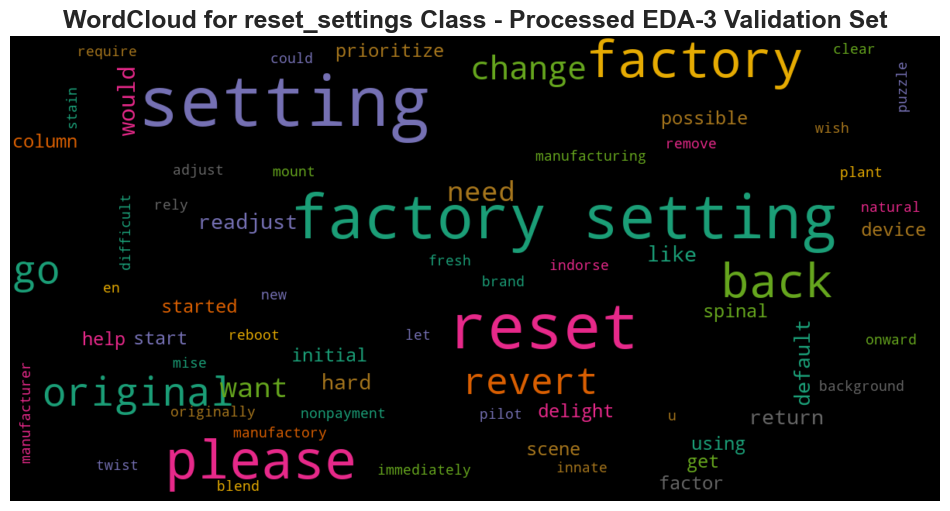 WordCloud for reset_settings Class - Processed EDA-3 Validation Set
require
could
prioritize
factory
clear
change
setting
would
stain
puzzle
column
possible
wish
remove
manufacturing
adjust
mount
plant
need
rely
readjust
factory setting
natural
device
difficult
like
go
fresh
indorse
back
brand
en
new
started
spinal
help
start
reboot
let
reset
onward
initial
mise
default
original
want
hard
revert
background
manufacturer
originally
nonpayment
pilot
delight
u
return
manufactory
using
scene
please
twist
immediately
innate
get
blend
factor